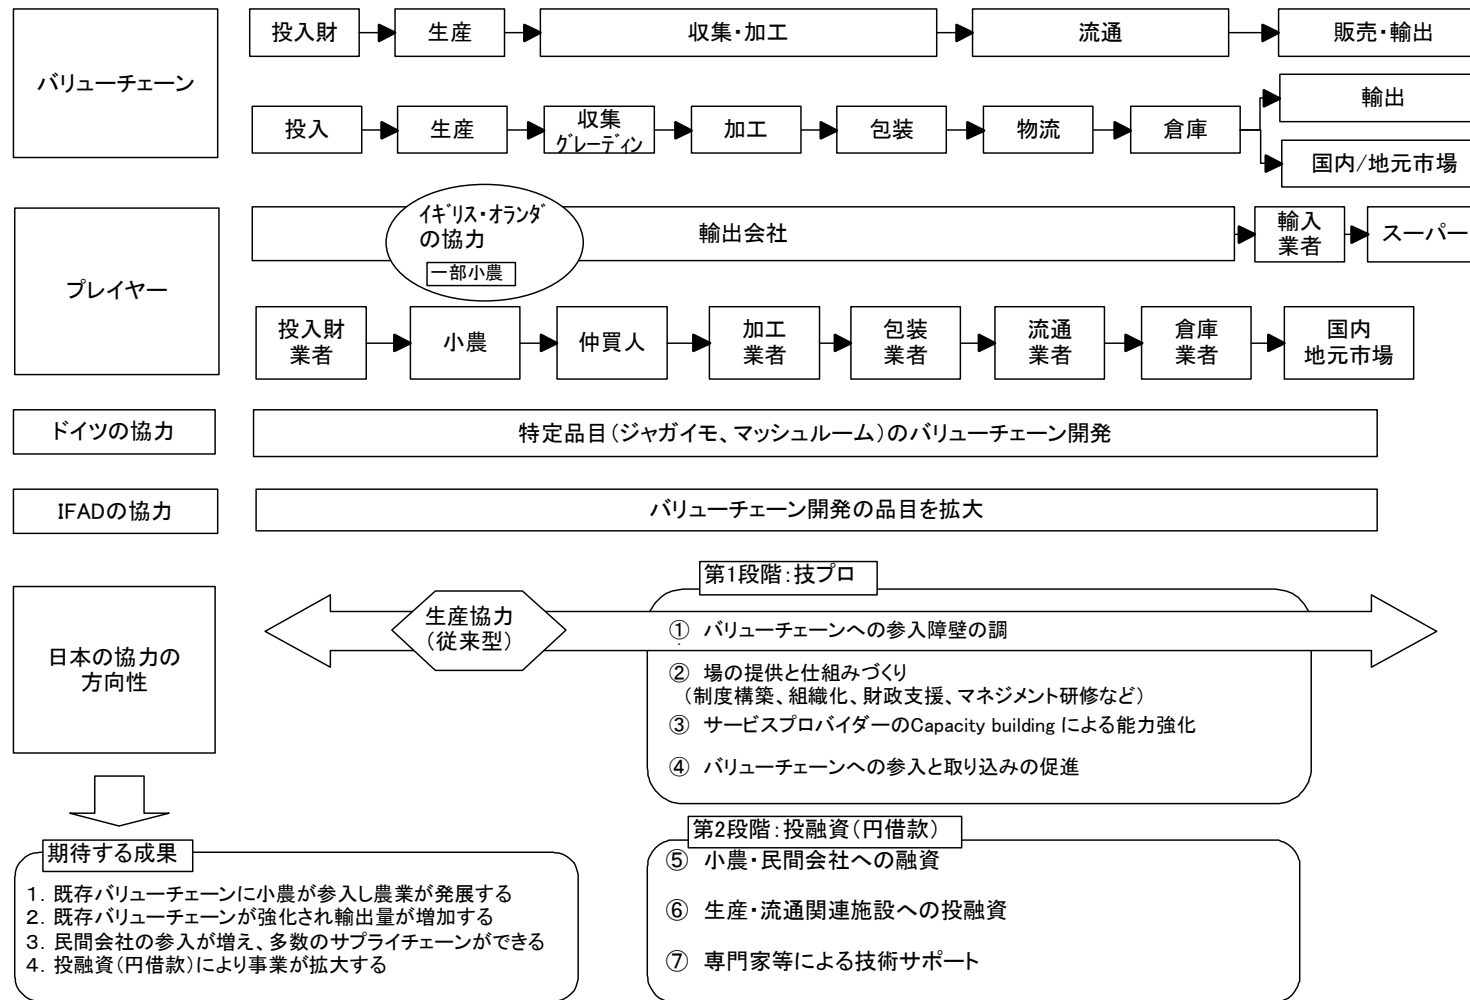 バリューチェーン
投入財
生産
収集・加工
流通
販売・輸出
投入
生産
収集
グレーディン
加工
包装
物流
倉庫
輸出
国内/地元市場
プレイヤー
イギリス・オランダ
の協力
一部小農
輸出会社
輸入
業者
スーパー
投入財
業者
小農
仲買人
加工
業者
包装
業者
流通
業者
倉庫
業者
国内
地元市場
ドイツの協力
特定品目(ジャガイモ、マッシュルーム)のバリューチェーン開発
IFADの協力
バリューチェーン開発の品目を拡大
日本の協力の
方向性
生産協力
(従来型)
第1段階:技プロ
① バリューチェーンへの参入障壁の調
② 場の提供と仕組みづくり
(制度構築、組織化、財政支援、マネジメント研修など)
③ サービスプロバイダーのCapacity building による能力強化
④ バリューチェーンへの参入と取り込みの促進
期待する成果
1. 既存バリューチェーンに小農が参入し農業が発展する
2. 既存バリューチェーンが強化され輸出量が増加する
3. 民間会社の参入が増え、多数のサプライチェーンができる
4. 投融資(円借款)により事業が拡大する
第2段階:投融資(円借款)
⑤ 小農・民間会社への融資
⑥ 生産・流通関連施設への投融資
⑦ 専門家等による技術サポート